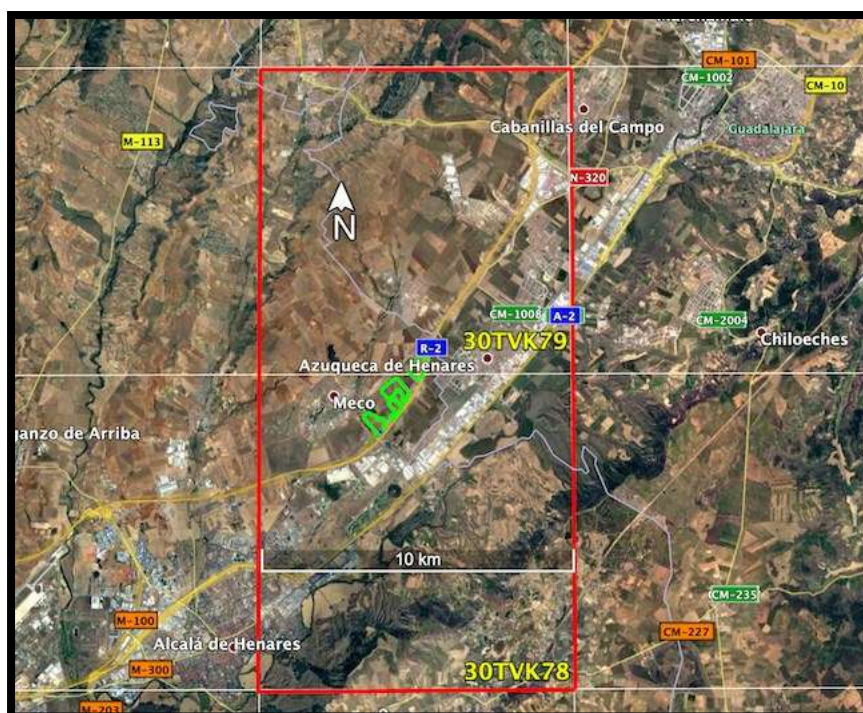 CM-101
CM-1002
CM-10
Cabanillas del Campo
Guadalajara
M-113
N-320
N
CM-1008
A-2
CM-2004
30TVK79
R-2
Chiloeches
Azuqueca de Henares
Meco
ganzo de Arriba
10 km
CM-235
M-100
CM-227
Alcalá de Henares
M-300
30TVK78
M-203